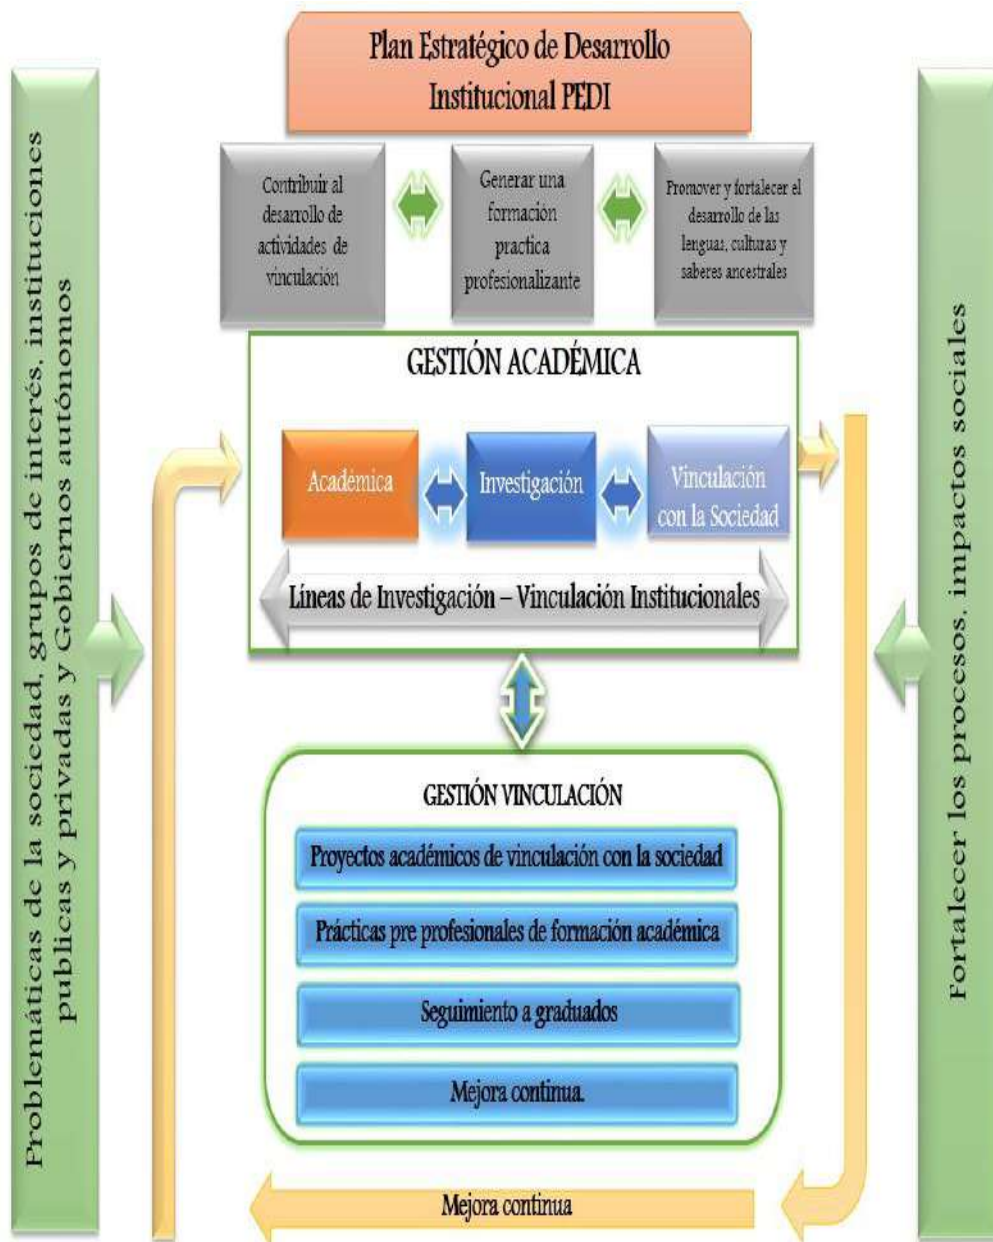 Plan Estratégico de Desarrollo
Institucional PEDI
Contribuir al
desarrollo de
actividades de
vinculación
Generar una
formación
practica
profesionalizante
Promover y fortalecer el
desarrollo de las
lenguas, culturas y
saberes ancestrales
Problemáticas de la sociedad, grupos de interés, instituciones
publicas y privadas y Gobiernos autónomos
GESTIÓN ACADÉMICA
Académica
Investigación
Vinculación
con la Sociedad
Líneas de Investigación – Vinculación Institucionales
GESTIÓN VINCULACIÓN
Proyectos académicos de vinculación con la sociedad
Prácticas pre profesionales de formación académica
Seguimiento a graduados
Mejora continua.
Mejora continua
Fortalecer los procesos, impactos sociales